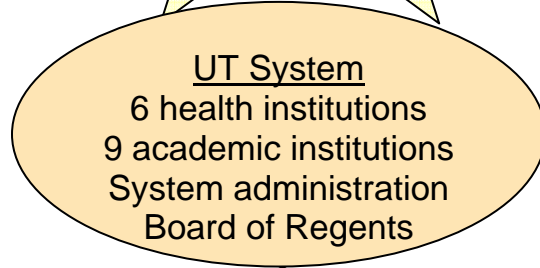 UT System
6 health institutions
9 academic institutions
System administration
Board of Regents